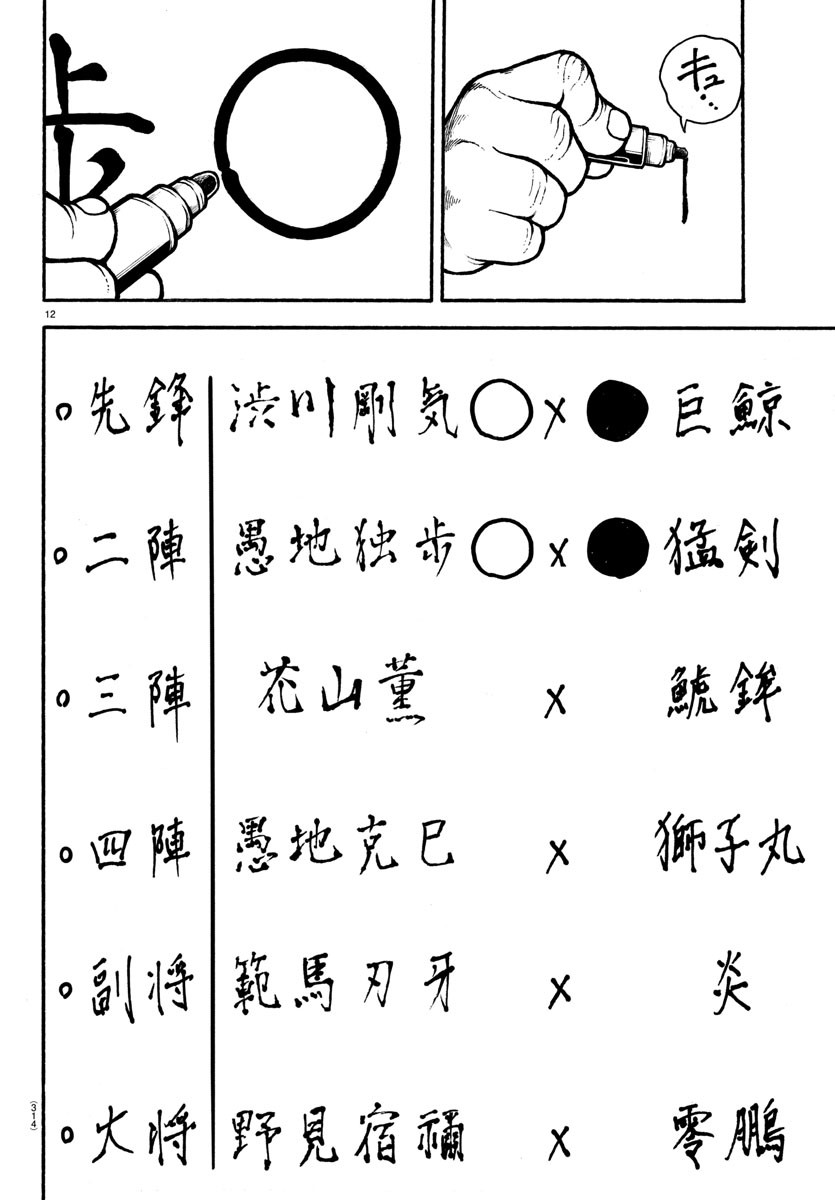 キュ…
歩○
12
○先鋒 渋川剛気○×●巨鯨
○二陣 愚地独歩○×●猛剣
○三陣 花山薫×鯱鉾
○四陣 愚地克巳×獅子丸
○副将 範馬刃牙×炎
○大将 野見宿禰×零鵬
(314)